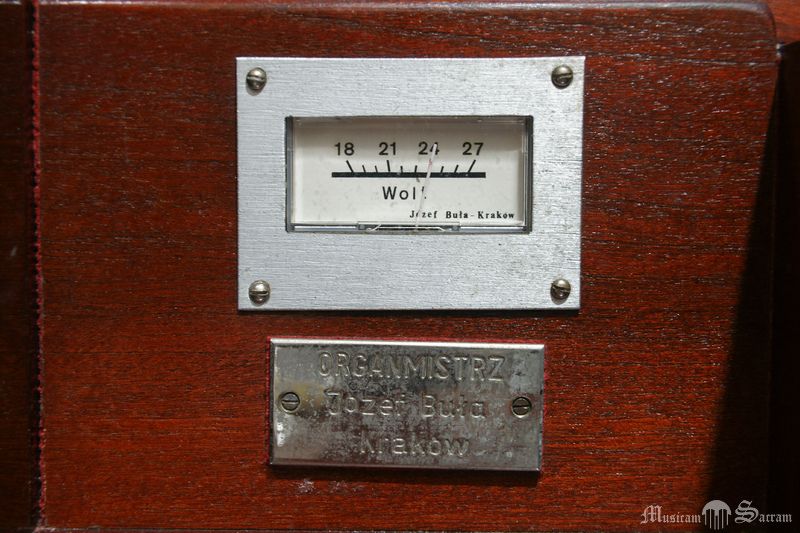 18 21 24 27
Wolt
Józef Buła - Kraków
ORGANMISTRZ
Józef Buła
Kraków
Musicam Sacram